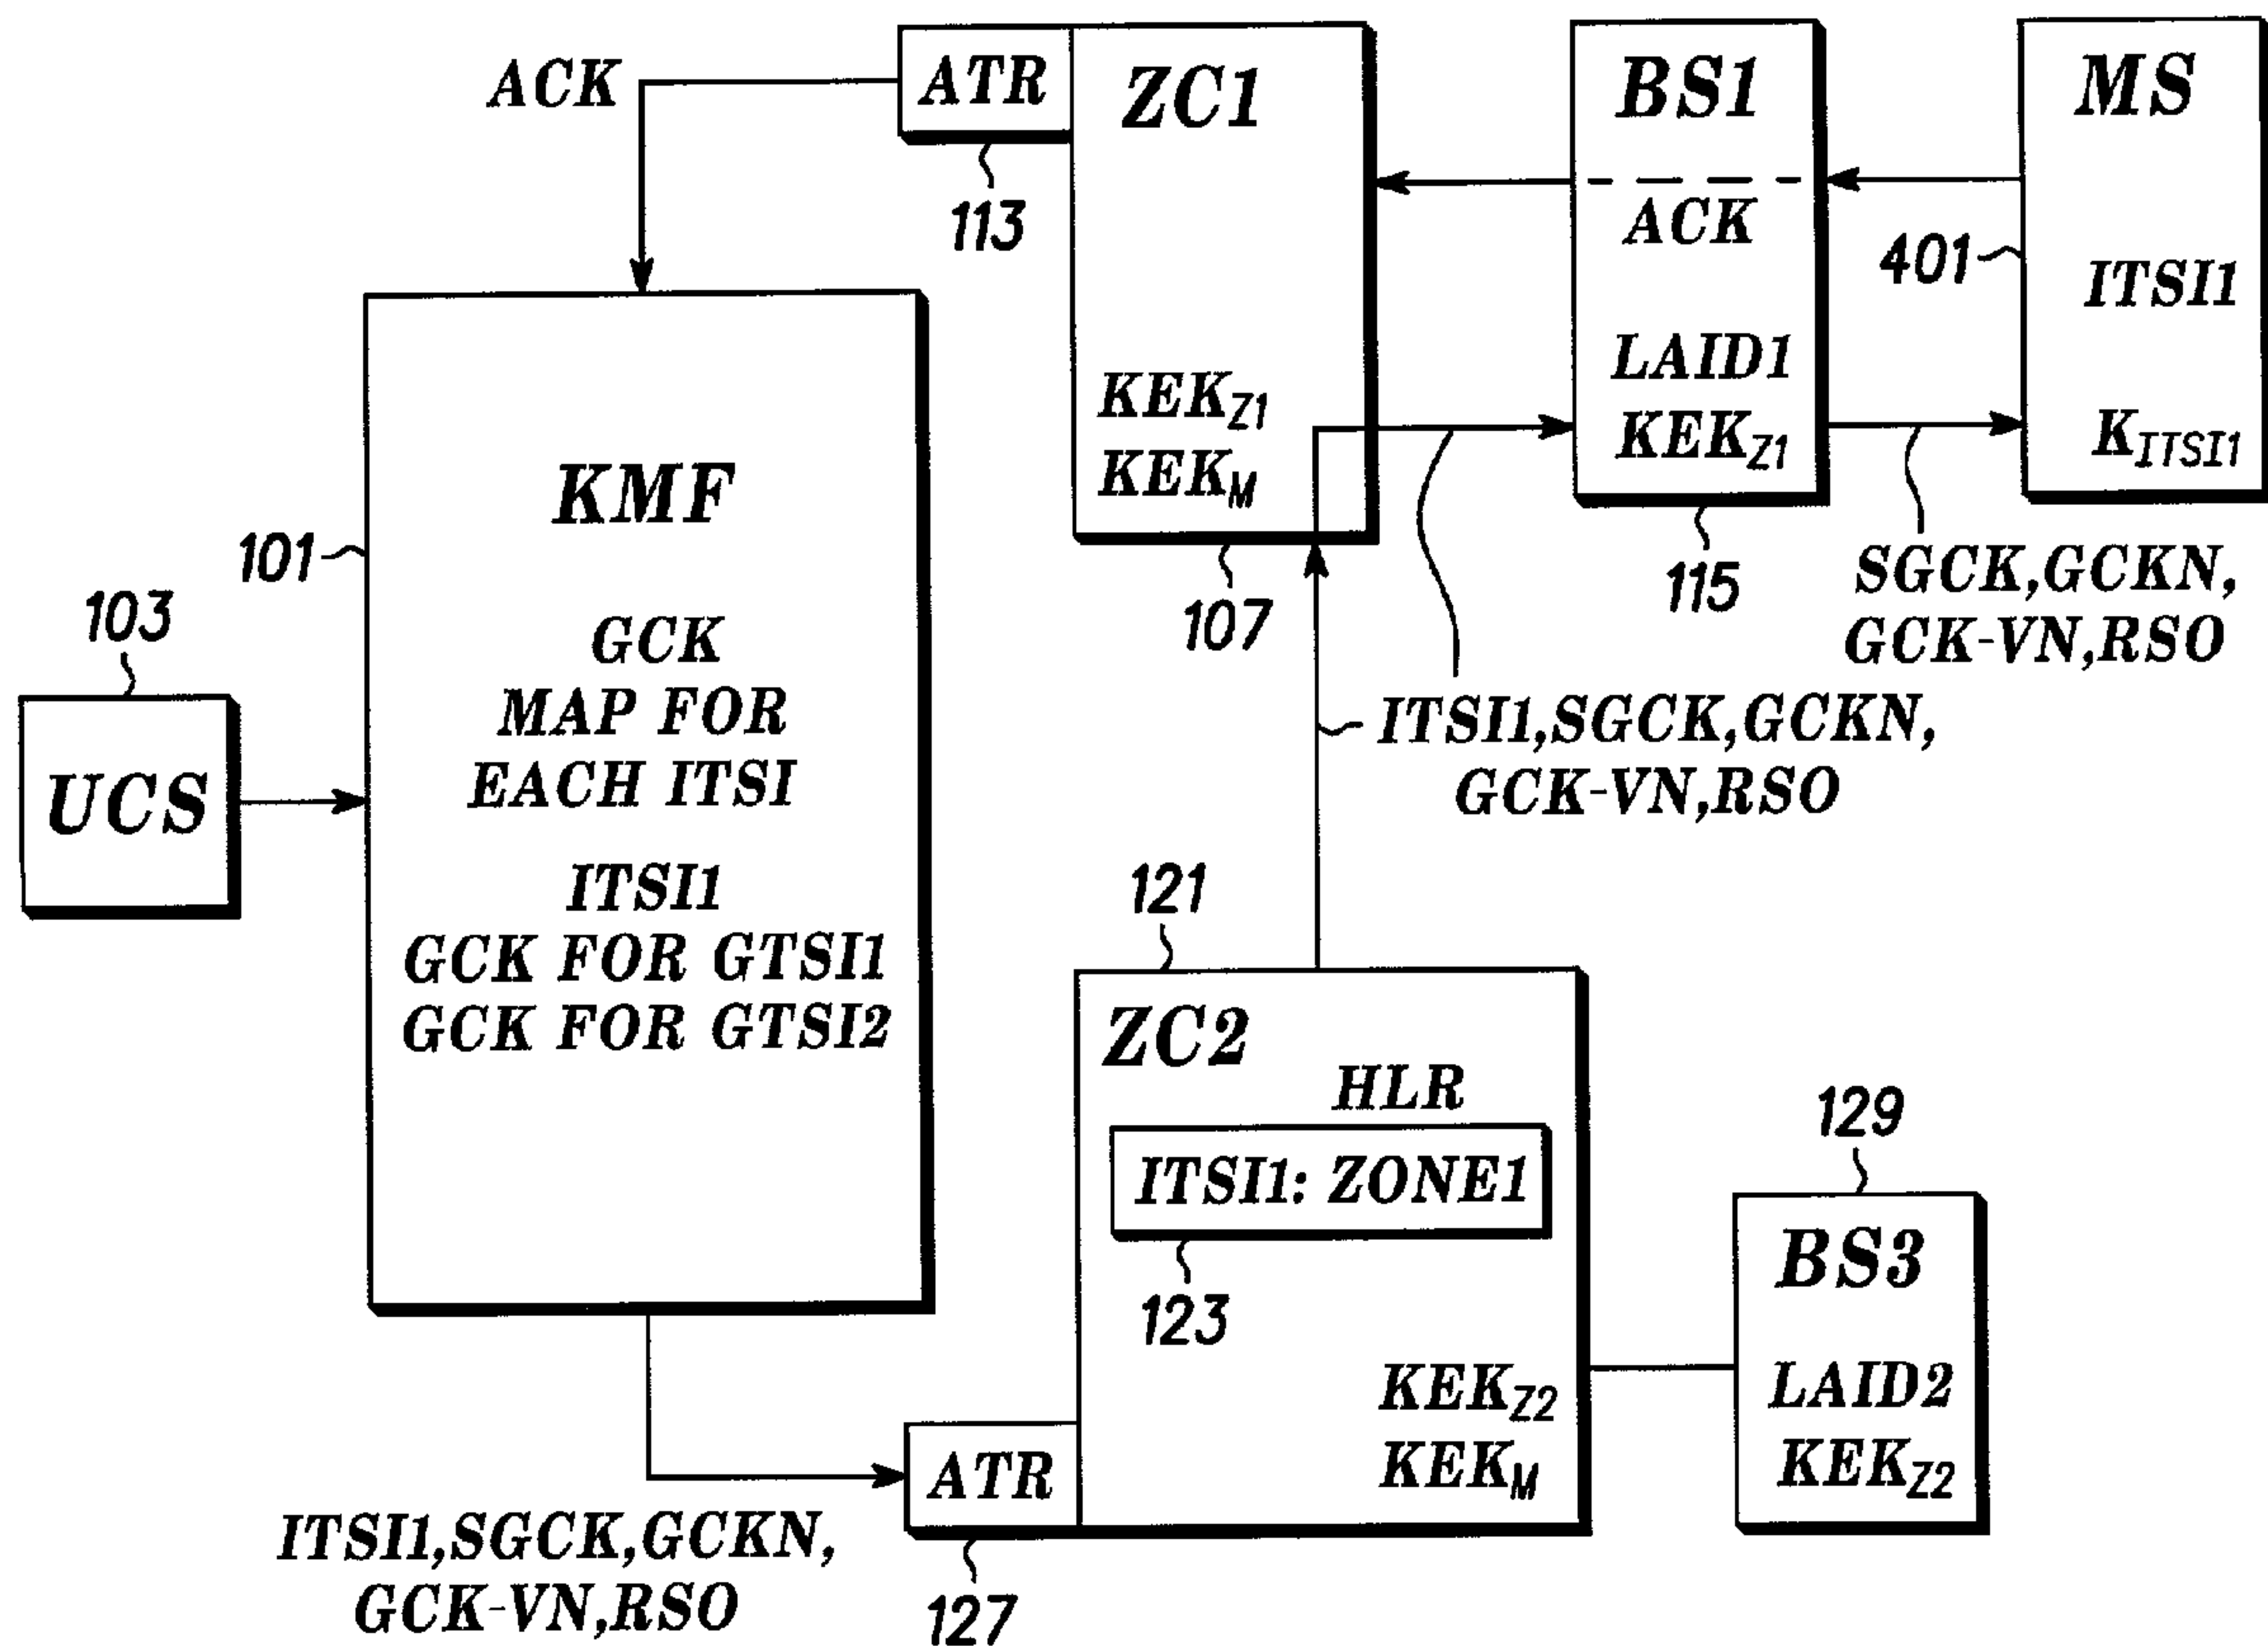 ACK
ATR
113
ZC1
KEKZ1
KEKM
107
BS1
ACK
LAID1
KEKZ1
115
MS
401
ITSI1
KITSI1
SGCK,GCKN,
GCK-VN,RSO
101
KMF
GCK
MAP FOR
EACH ITSI
ITSI1
GCK FOR GTSI1
GCK FOR GTSI2
103
UCS
ITSI1,SGCK,GCKN,
GCK-VN,RSO
121
ZC2
HLR
ITSI1: ZONE1
123
KEKZ2
KEKM
129
BS3
LAID2
KEKZ2
ATR
127
ITSI1,SGCK,GCKN,
GCK-VN,RSO